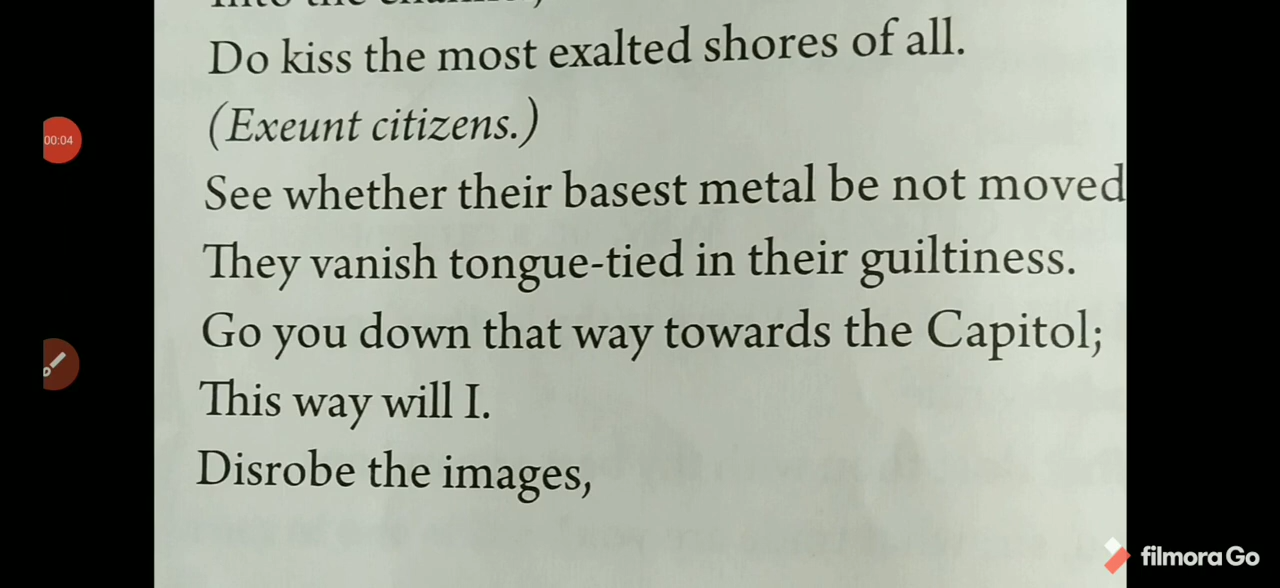 Do kiss the most exalted shores of all.
(Exeunt citizens.)
See whether their basest metal be not moved
They vanish tongue-tied in their guiltiness.
Go you down that way towards the Capitol;
This way will I.
Disrobe the images,
00:04
filmora Go